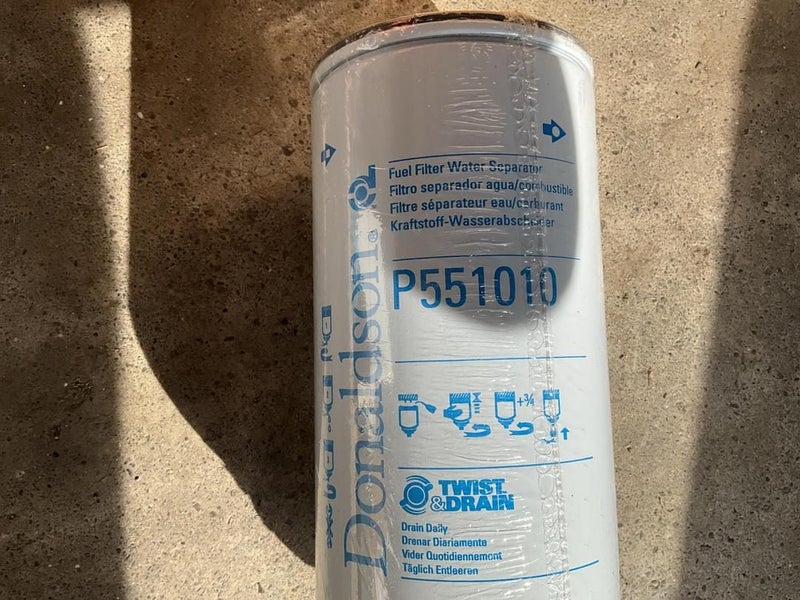 Fuel Filter Water Separator
Filtro separador agua/combustible
Filtre séparateur eau/carburant
Kraftstoff-Wasserabscheider
Donaldson®
P551010
+¾
TWIST
&DRAIN
Drain Daily
Drenar Diariamente
Vider Quotidiennement
Täglich Entleeren